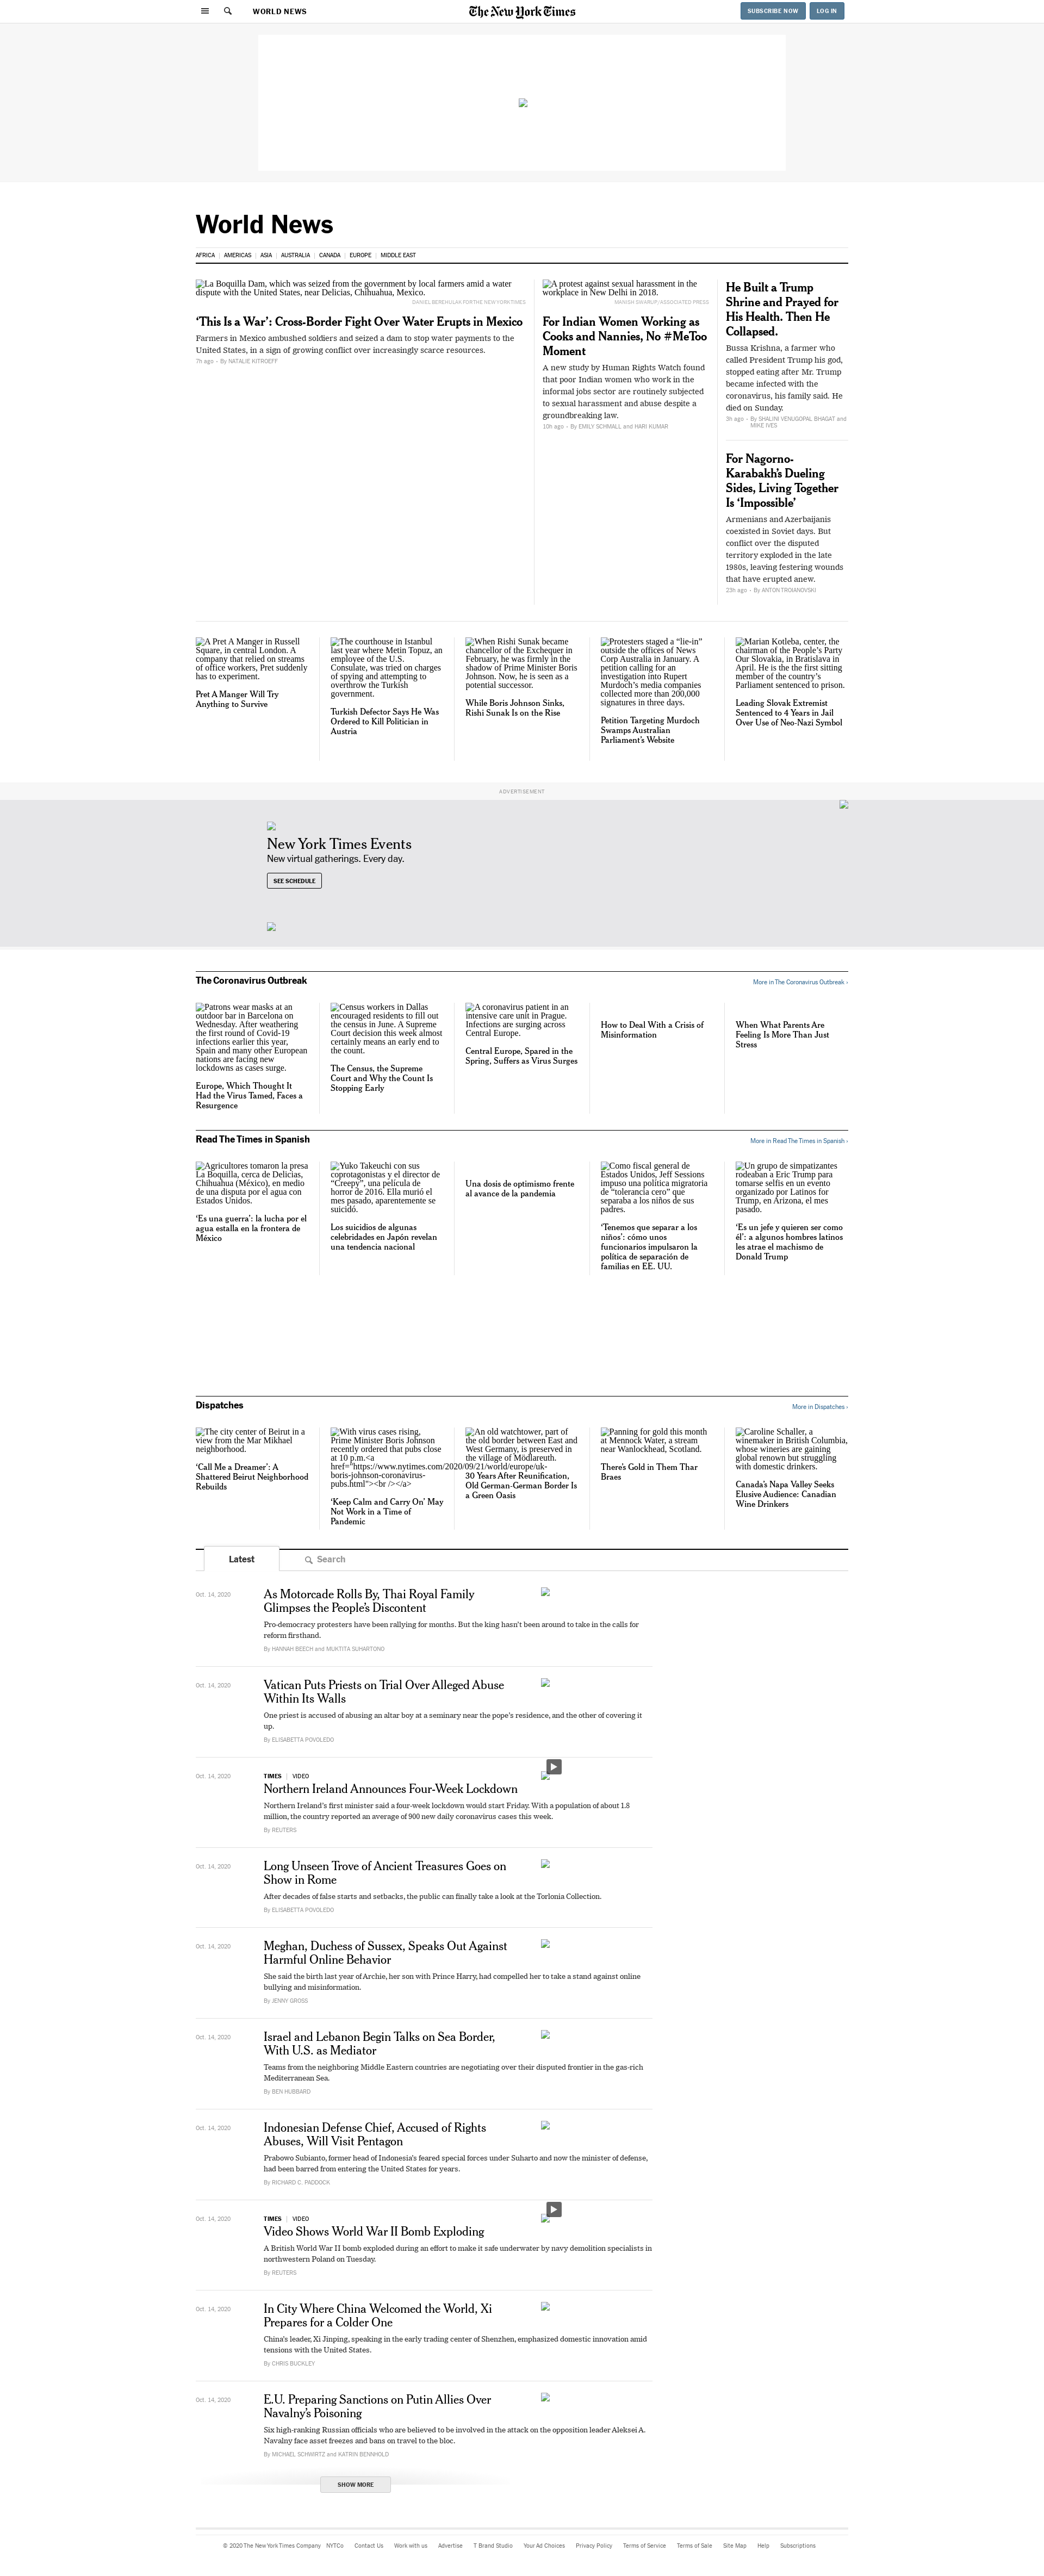 WORLD NEWS
The New York Times
SUBSCRIBE NOW
LOG IN
World News
AFRICA
AMERICAS
ASIA
AUSTRALIA
CANADA
EUROPE
MIDDLE EAST
La Boquilla Dam, which was seized from the government by local farmers amid a water
dispute with the United States, near Delicias, Chihuahua, Mexico.
DANIEL BEREHULAK FOR THE NEW YORK TIMES
‘This Is a War’: Cross-Border Fight Over Water Erupts in Mexico
Farmers in Mexico ambushed soldiers and seized a dam to stop water payments to the
United States, in a sign of growing conflict over increasingly scarce resources.
7h ago - By NATALIE KITROEFF
A protest against sexual harassment in the
workplace in New Delhi in 2018.
MANISH SWARUP/ASSOCIATED PRESS
For Indian Women Working as
Cooks and Nannies, No #MeToo
Moment
A new study by Human Rights Watch found
that poor Indian women who work in the
informal jobs sector are routinely subjected
to sexual harassment and abuse despite a
groundbreaking law.
10h ago - By EMILY SCHMALL and HARI KUMAR
He Built a Trump
Shrine and Prayed for
His Health. Then He
Collapsed.
Bussa Krishna, a farmer who
called President Trump his god,
stopped eating after Mr. Trump
became infected with the
coronavirus, his family said. He
died on Sunday.
3h ago - By SHALINI VENUGOPAL BHAGAT and
MIKE IVES
For Nagorno-
Karabakh’s Dueling
Sides, Living Together
Is ‘Impossible’
Armenians and Azerbaijanis
coexisted in Soviet days. But
conflict over the disputed
territory exploded in the late
1980s, leaving festering wounds
that have erupted anew.
23h ago - By ANTON TROIANOVSKI
A Pret A Manger in Russell
Square, in central London. A
company that relied on streams
of office workers, Pret suddenly
has to experiment.
Pret A Manger Will Try
Anything to Survive
The courthouse in Istanbul
last year where Metin Topuz, an
employee of the U.S.
Consulate, was tried on charges
of spying and attempting to
overthrow the Turkish
government.
Turkish Defector Says He Was
Ordered to Kill Politician in
Austria
When Rishi Sunak became
chancellor of the Exchequer in
February, he was firmly in the
shadow of Prime Minister Boris
Johnson. Now, he is seen as a
potential successor.
While Boris Johnson Sinks,
Rishi Sunak Is on the Rise
Protesters staged a “lie-in”
outside the offices of News
Corp Australia in January. A
petition calling for an
investigation into Rupert
Murdoch’s media companies
collected more than 200,000
signatures in three days.
Petition Targeting Murdoch
Swamps Australian
Parliament’s Website
Marian Kotleba, center, the
chairman of the People’s Party
Our Slovakia, in Bratislava in
April. He is the the first sitting
member of the country’s
Parliament sentenced to prison.
Leading Slovak Extremist
Sentenced to 4 Years in Jail
Over Use of Neo-Nazi Symbol
ADVERTISEMENT
New York Times Events
New virtual gatherings. Every day.
SEE SCHEDULE
The Coronavirus Outbreak
More in The Coronavirus Outbreak ›
Patrons wear masks at an
outdoor bar in Barcelona on
Wednesday. After weathering
the first round of Covid-19
infections earlier this year,
Spain and many other European
nations are facing new
lockdowns as cases surge.
Europe, Which Thought It
Had the Virus Tamed, Faces a
Resurgence
Census workers in Dallas
encouraged residents to fill out
the census in June. A Supreme
Court decision this week almost
certainly means an early end to
the count.
The Census, the Supreme
Court and Why the Count Is
Stopping Early
A coronavirus patient in an
intensive care unit in Prague.
Infections are surging across
Central Europe.
Central Europe, Spared in the
Spring, Suffers as Virus Surges
How to Deal With a Crisis of
Misinformation
When What Parents Are
Feeling Is More Than Just
Stress
Read The Times in Spanish
More in Read The Times in Spanish ›
Agricultores tomaron la presa
La Boquilla, cerca de Delicias,
Chihuahua (México), en medio
de una disputa por el agua con
Estados Unidos.
‘Es una guerra’: la lucha por el
agua estalla en la frontera de
México
Yuko Takeuchi con sus
coprotagonistas y el director de
“Creepy”, una película de
horror de 2016. Ella murió el
mes pasado, aparentemente se
suicidó.
Los suicidios de algunas
celebridades en Japón revelan
una tendencia nacional
Una dosis de optimismo frente
al avance de la pandemia
Como fiscal general de
Estados Unidos, Jeff Sessions
impuso una política migratoria
de “tolerancia cero” que
separaba a los niños de sus
padres.
‘Tenemos que separar a los
niños’: cómo unos
funcionarios impulsaron la
política de separación de
familias en EE. UU.
Un grupo de simpatizantes
rodeaban a Eric Trump para
tomarse selfis en un evento
organizado por Latinos for
Trump, en Arizona, el mes
pasado.
‘Es un jefe y quieren ser como
él’: a algunos hombres latinos
les atrae el machismo de
Donald Trump
Dispatches
More in Dispatches ›
The city center of Beirut in a
view from the Mar Mikhael
neighborhood.
‘Call Me a Dreamer’: A
Shattered Beirut Neighborhood
Rebuilds
With virus cases rising,
Prime Minister Boris Johnson
recently ordered that pubs close
at 10 p.m.<a
href="https://www.nytimes.com/2020/09/21/world/europe/uk-
boris-johnson-coronavirus-
pubs.html"><br /></a>
‘Keep Calm and Carry On’ May
Not Work in a Time of
Pandemic
An old watchtower, part of
the old border between East and
West Germany, is preserved in
the village of Mödlareuth.
30 Years After Reunification,
Old German-German Border Is
a Green Oasis
Panning for gold this month
at Mennock Water, a stream
near Wanlockhead, Scotland.
There’s Gold in Them Thar
Braes
Caroline Schaller, a
winemaker in British Columbia,
whose wineries are gaining
global renown but struggling
with domestic drinkers.
Canada’s Napa Valley Seeks
Elusive Audience: Canadian
Wine Drinkers
Latest
Search
Oct. 14, 2020
As Motorcade Rolls By, Thai Royal Family
Glimpses the People’s Discontent
Pro-democracy protesters have been rallying for months. But the king hasn’t been around to take in the calls for
reform firsthand.
By HANNAH BEECH and MUKTITA SUHARTONO
Oct. 14, 2020
Vatican Puts Priests on Trial Over Alleged Abuse
Within Its Walls
One priest is accused of abusing an altar boy at a seminary near the pope’s residence, and the other of covering it
up.
By ELISABETTA POVOLEDO
Oct. 14, 2020
TIMES | VIDEO
Northern Ireland Announces Four-Week Lockdown
Northern Ireland’s first minister said a four-week lockdown would start Friday. With a population of about 1.8
million, the country reported an average of 900 new daily coronavirus cases this week.
By REUTERS
Oct. 14, 2020
Long Unseen Trove of Ancient Treasures Goes on
Show in Rome
After decades of false starts and setbacks, the public can finally take a look at the Torlonia Collection.
By ELISABETTA POVOLEDO
Oct. 14, 2020
Meghan, Duchess of Sussex, Speaks Out Against
Harmful Online Behavior
She said the birth last year of Archie, her son with Prince Harry, had compelled her to take a stand against online
bullying and misinformation.
By JENNY GROSS
Oct. 14, 2020
Israel and Lebanon Begin Talks on Sea Border,
With U.S. as Mediator
Teams from the neighboring Middle Eastern countries are negotiating over their disputed frontier in the gas-rich
Mediterranean Sea.
By BEN HUBBARD
Oct. 14, 2020
Indonesian Defense Chief, Accused of Rights
Abuses, Will Visit Pentagon
Prabowo Subianto, former head of Indonesia’s feared special forces under Suharto and now the minister of defense,
had been barred from entering the United States for years.
By RICHARD C. PADDOCK
Oct. 14, 2020
TIMES | VIDEO
Video Shows World War II Bomb Exploding
A British World War II bomb exploded during an effort to make it safe underwater by navy demolition specialists in
northwestern Poland on Tuesday.
By REUTERS
Oct. 14, 2020
In City Where China Welcomed the World, Xi
Prepares for a Colder One
China’s leader, Xi Jinping, speaking in the early trading center of Shenzhen, emphasized domestic innovation amid
tensions with the United States.
By CHRIS BUCKLEY
Oct. 14, 2020
E.U. Preparing Sanctions on Putin Allies Over
Navalny’s Poisoning
Six high-ranking Russian officials who are believed to be involved in the attack on the opposition leader Aleksei A.
Navalny face asset freezes and bans on travel to the bloc.
By MICHAEL SCHWIRTZ and KATRIN BENNHOLD
SHOW MORE
© 2020 The New York Times Company
NYTCo
Contact Us
Work with us
Advertise
T Brand Studio
Your Ad Choices
Privacy Policy
Terms of Service
Terms of Sale
Site Map
Help
Subscriptions